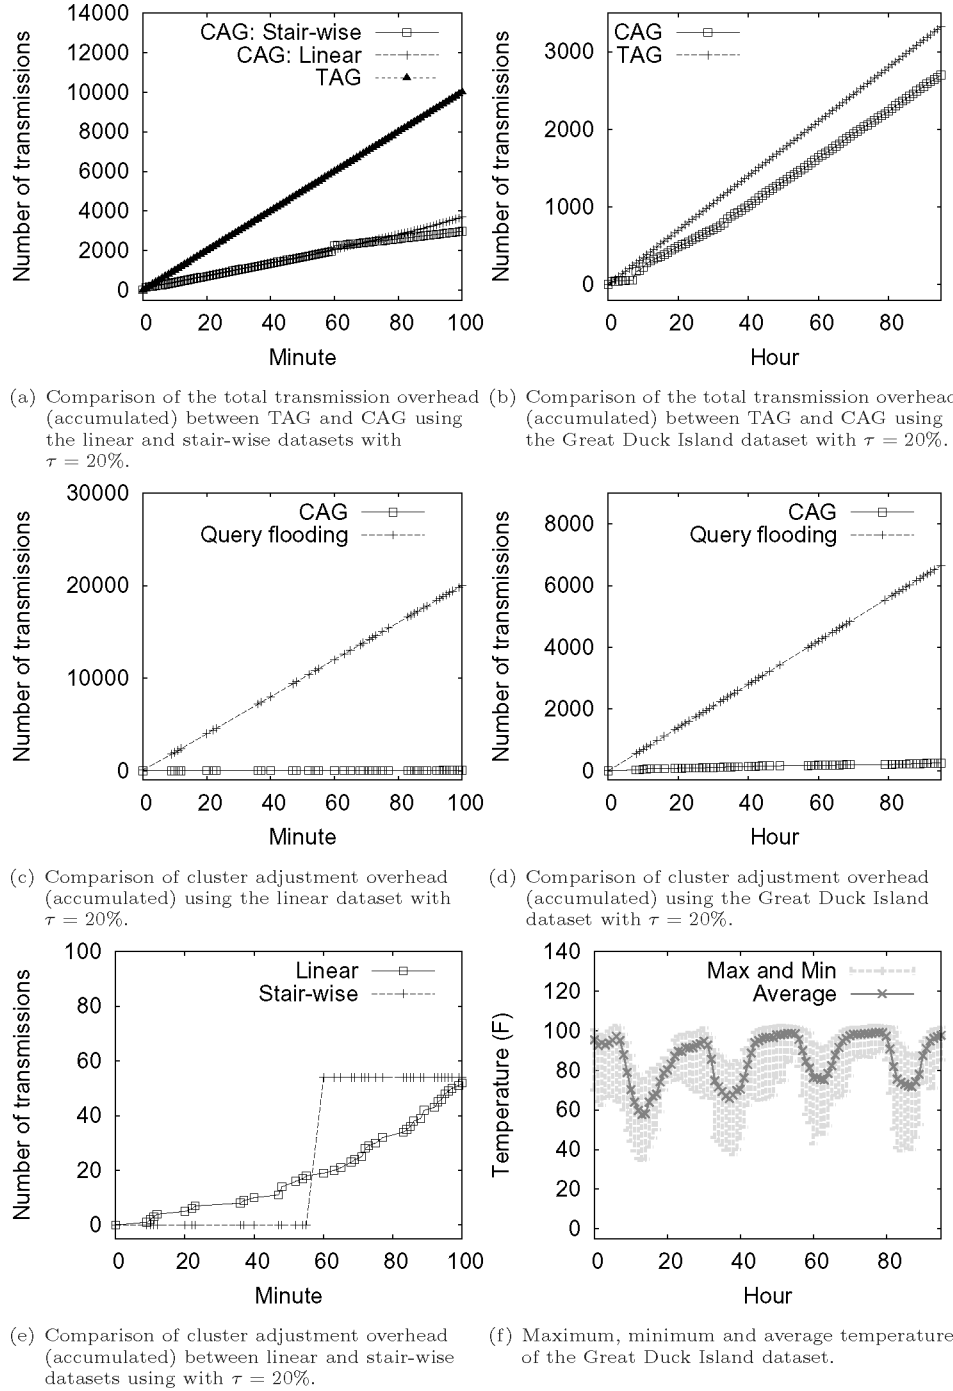 14000
12000
10000
8000
6000
4000
2000
0
Number of transmissions
CAG: Stair-wise
CAG: Linear
TAG
0 20 40 60 80 100
Minute
3000
2000
1000
0
Number of transmissions
CAG
TAG
0 20 40 60 80
Hour
(a) Comparison of the total transmission overhead
(accumulated) between TAG and CAG using
the linear and stair-wise datasets with
τ = 20%.
(b) Comparison of the total transmission overhead
(accumulated) between TAG and CAG using
the Great Duck Island dataset with τ = 20%.
30000
20000
10000
0
Number of transmissions
CAG
Query flooding
0 20 40 60 80 100
Minute
8000
6000
4000
2000
0
Number of transmissions
CAG
Query flooding
0 20 40 60 80
Hour
(c) Comparison of cluster adjustment overhead
(accumulated) using the linear dataset with
τ = 20%.
(d) Comparison of cluster adjustment overhead
(accumulated) using the Great Duck Island
dataset with τ = 20%.
100
80
60
40
20
0
Number of transmissions
Linear
Stair-wise
0 20 40 60 80 100
Minute
140
120
100
80
60
40
20
0
Temperature (F)
Max and Min
Average
0 20 40 60 80
Hour
(e) Comparison of cluster adjustment overhead
(accumulated) between linear and stair-wise
datasets using with τ = 20%.
(f) Maximum, minimum and average temperature
of the Great Duck Island dataset.